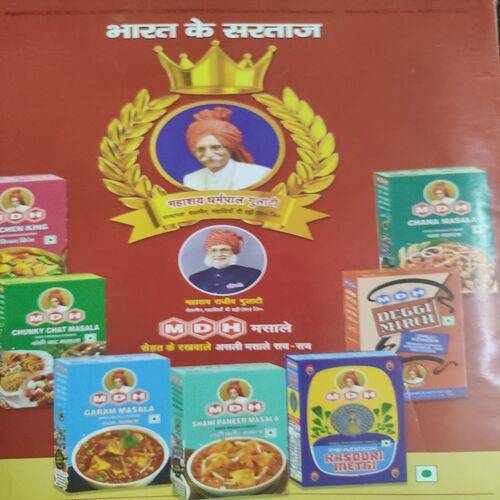 भारत के सरताज
महाशय धर्मपाल गुलाटी
महाशय राजीव गुलाटी
MDH मसाले
सेहत के रखवाले असली मसाले सच-सच
MDH
KITCHEN KING
MDH
CHUNKY CHAT MASALA
MDH
GARAM MASALA
MDH
SHAHI PANEER MASALA
MDH
PEACOCK
KASOORI
METHI
MDH
DEGGI
MIRCH
MDH
CHANA MASALA